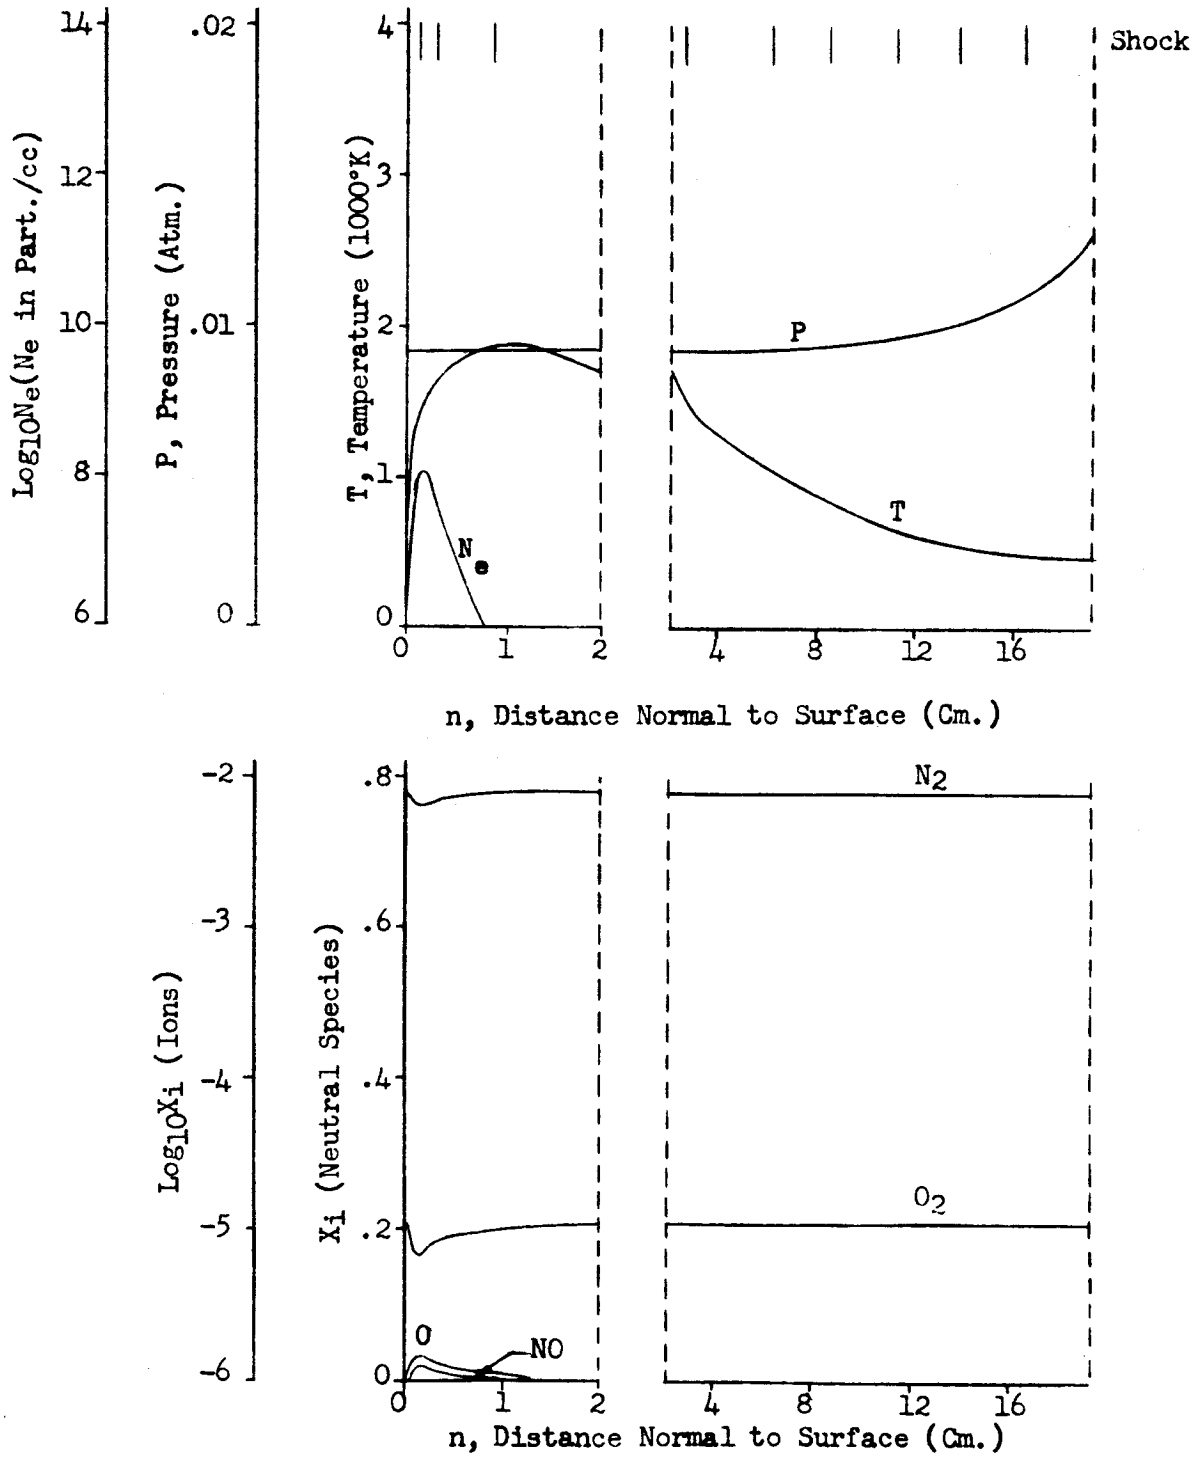 14
.02
4
Shock
12
3
10
.01
2
8
1
6
0
0
Log10Ne(Ne in Part./cc)
P, Pressure (Atm.)
T, Temperature (1000°K)
P
T
Ne
0 1 2 4 8 12 16
n, Distance Normal to Surface (Cm.)
-2
.8
N2
-3
.6
-4
.4
-5
.2
O2
-6
0
Log10Xi (Ions)
Xi (Neutral Species)
O
NO
0 1 2 4 8 12 16
n, Distance Normal to Surface (Cm.)